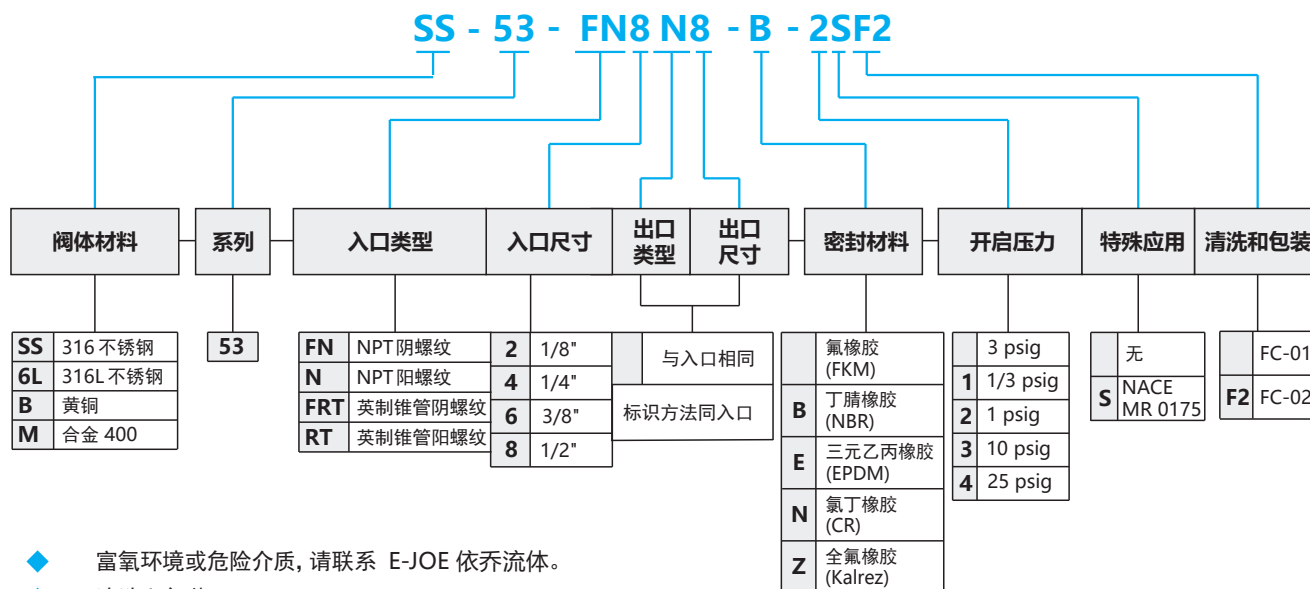 SS - 53 - FN8 N8 - B - 2SF2
阀体材料 系列 入口类型 入口尺寸 出口类型 出口尺寸 密封材料 开启压力 特殊应用 清洗和包装
SS 316 不锈钢
6L 316L 不锈钢
B 黄铜
M 合金 400
53
FN NPT 阴螺纹
N NPT 阳螺纹
FRT 英制锥管阴螺纹
RT 英制锥管阳螺纹
2 1/8"
4 1/4"
6 3/8"
8 1/2"
与入口相同
标识方法同入口
氟橡胶
(FKM)
B 丁腈橡胶
(NBR)
E 三元乙丙橡胶
(EPDM)
N 氯丁橡胶
(CR)
Z 全氟橡胶
(Kalrez)
3 psig
1 1/3 psig
2 1 psig
3 10 psig
4 25 psig
无
S NACE
MR 0175
FC-01
F2 FC-02
富氧环境或危险介质, 请联系 E-JOE 依乔流体。